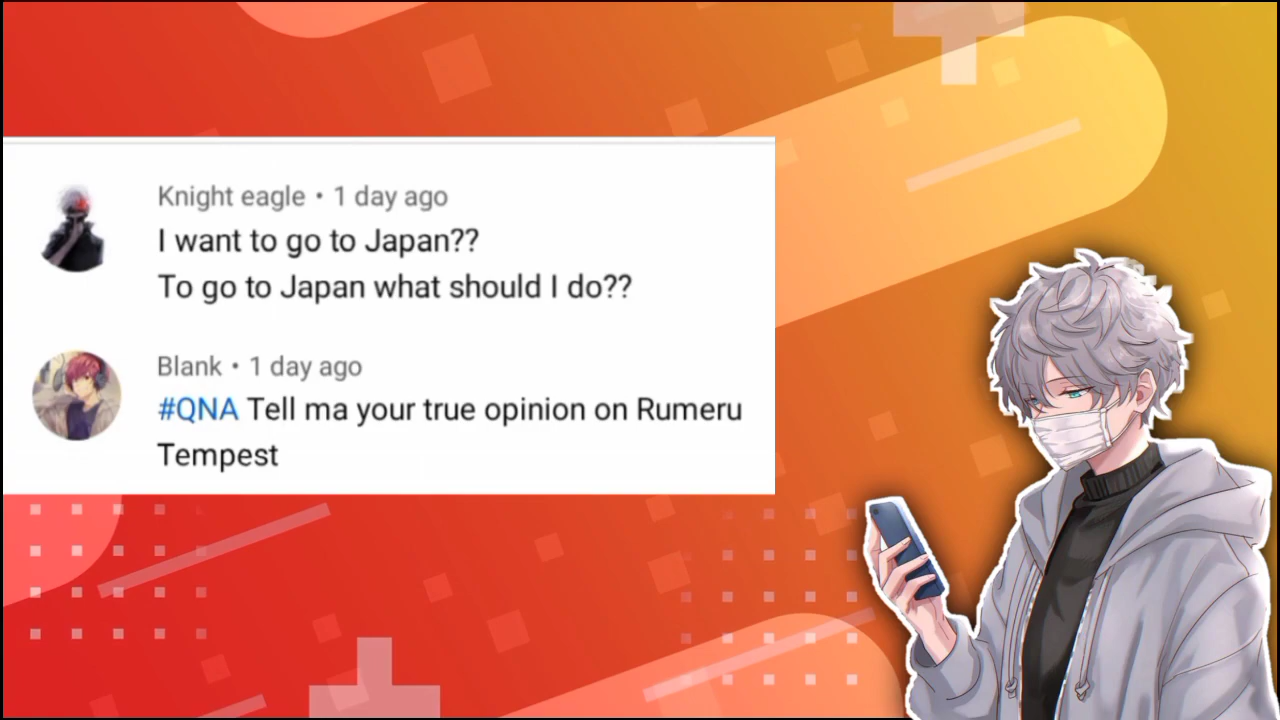 Knight eagle • 1 day ago
I want to go to Japan??
To go to Japan what should I do??
Blank • 1 day ago
#QNA Tell ma your true opinion on Rumeru
Tempest